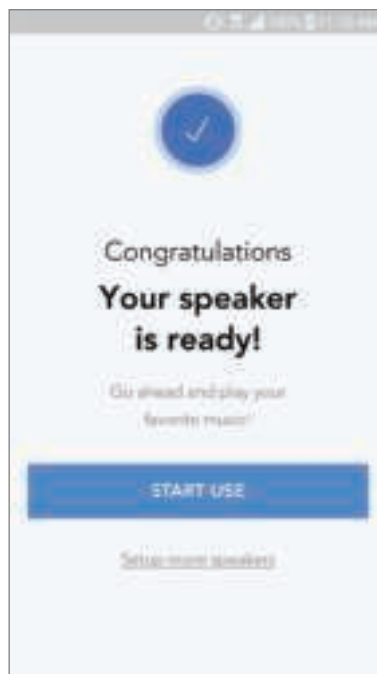 Congratulations
Your speaker
is ready!
Go ahead and play your
favorite music!
START USE
Setup more speakers